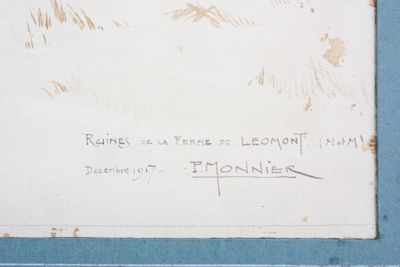 Ruines de la Ferme de LEOMONT (M et M)
Decembre 1917 - P. MONNIER